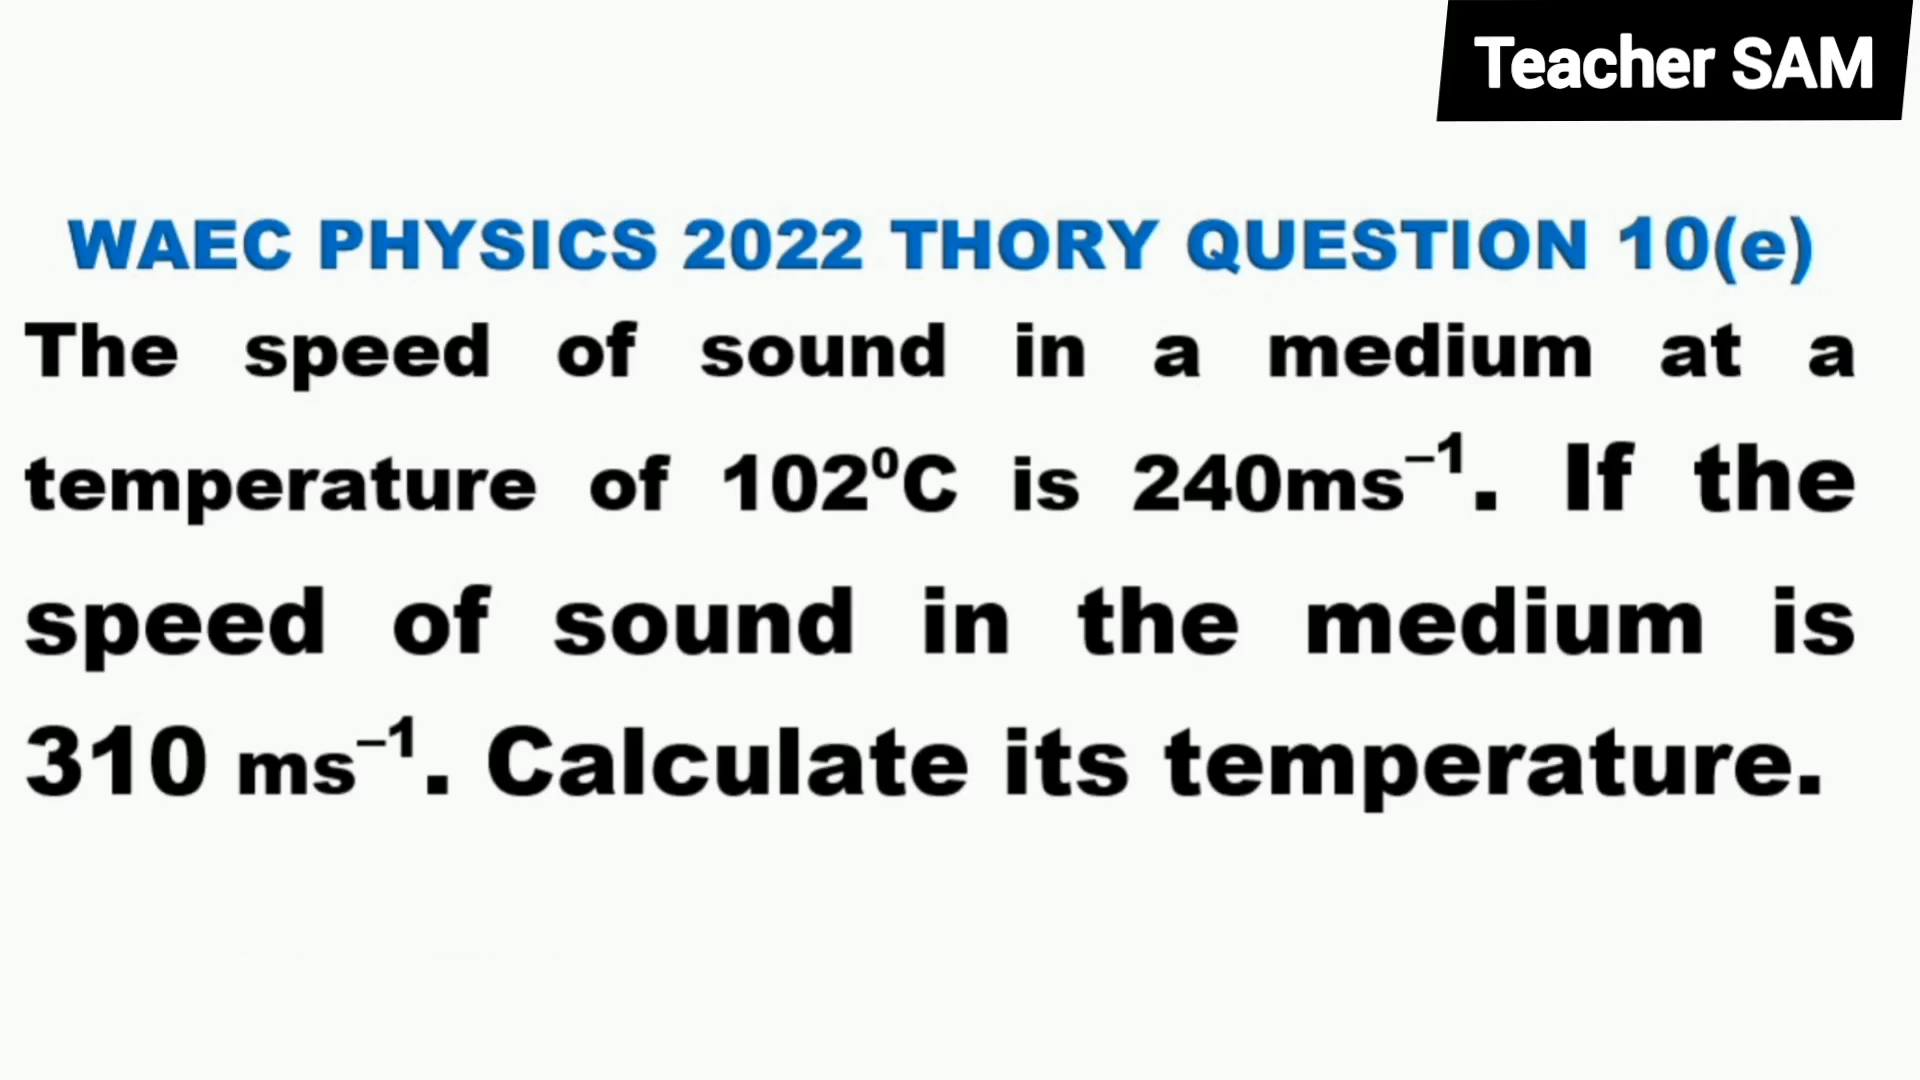 Teacher SAM
WAEC PHYSICS 2022 THORY QUESTION 10(e)
The speed of sound in a medium at a
temperature of 102⁰C is 240ms⁻¹. If the
speed of sound in the medium is
310 ms⁻¹. Calculate its temperature.